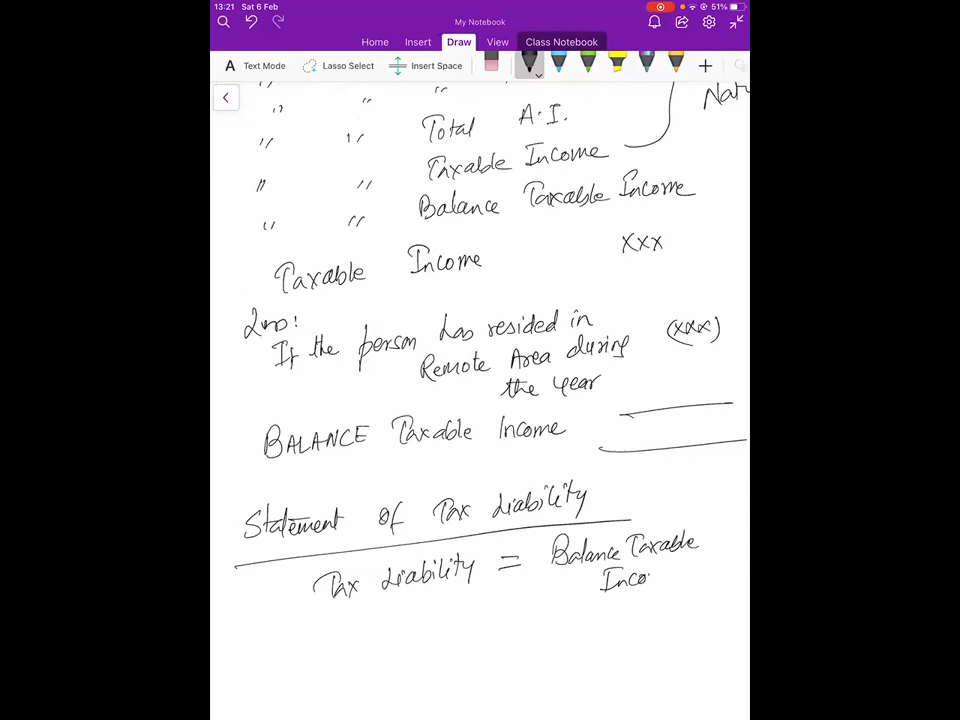 13:21 Sat 6 Feb
51%
My Notebook
Home Insert Draw View Class Notebook
A Text Mode Lasso Select Insert Space
" " "
" " Total A.I.
" " Taxable Income
" " Balance Taxable Income
Taxable Income XXX
If the person has resided in
Remote Area during (XXX)
the year
BALANCE Taxable Income
Statement Of Tax Liability
Tax Liability = Balance Taxable
Inco